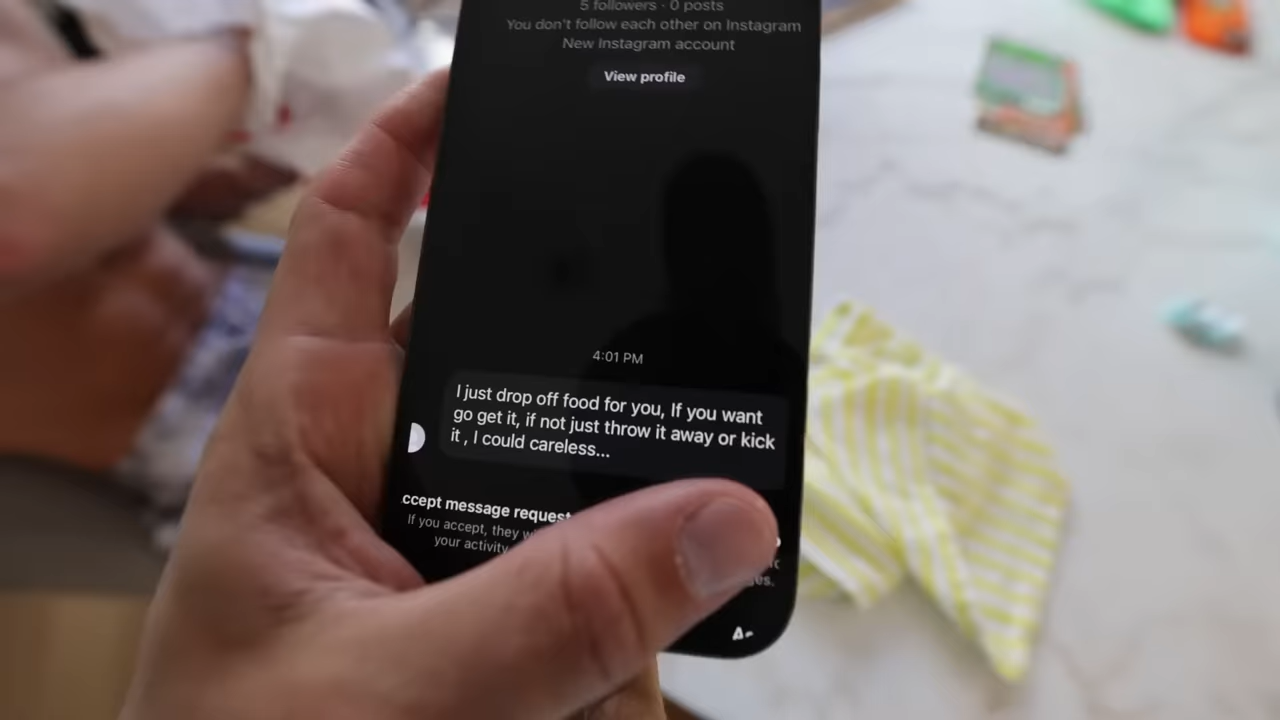 5 followers · 0 posts
You don't follow each other on Instagram
New Instagram account
View profile
4:01 PM
I just drop off food for you, If you want
go get it, if not just throw it away or kick
it , I could careless...
ccept message request
If you accept, they
your activity